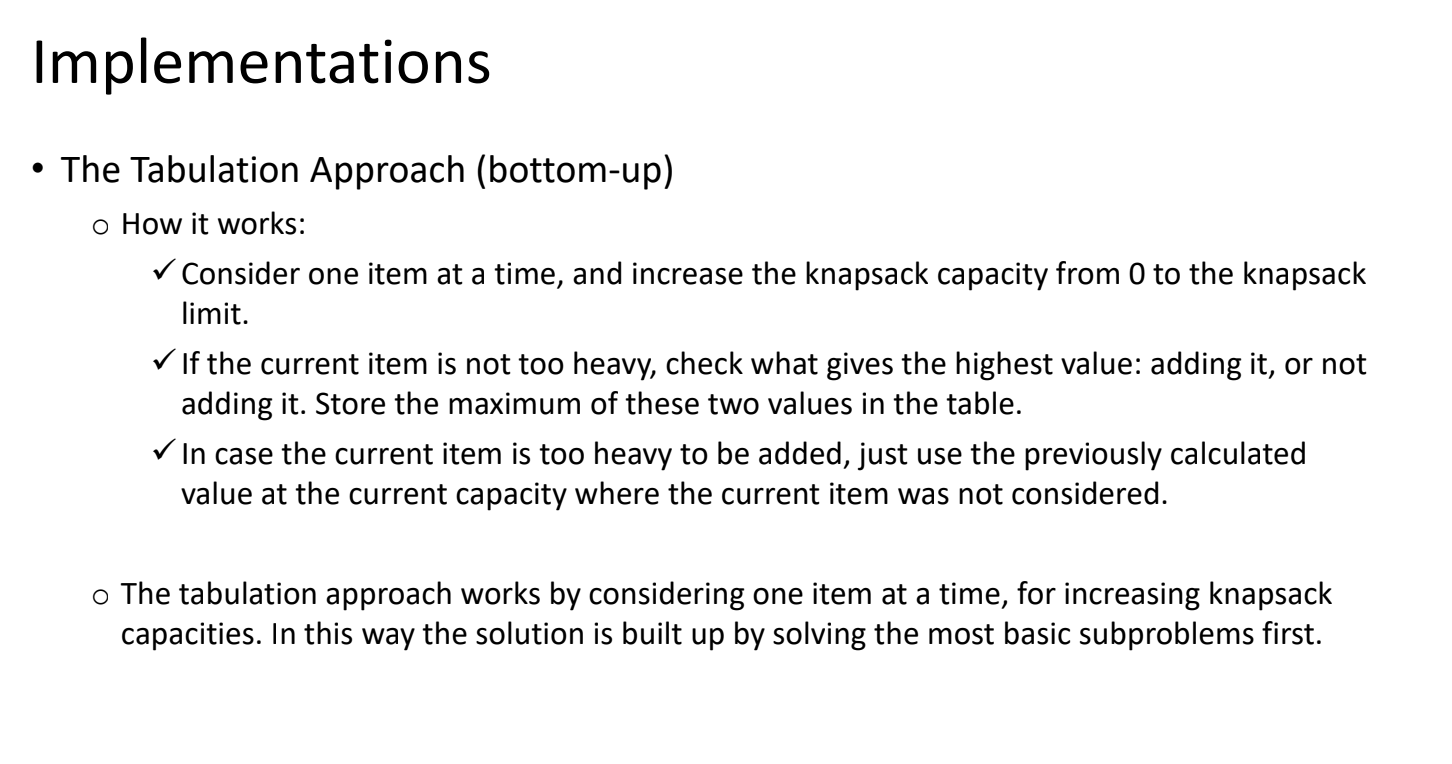 Implementations
• The Tabulation Approach (bottom-up)
o How it works:
✓ Consider one item at a time, and increase the knapsack capacity from 0 to the knapsack
limit.
✓ If the current item is not too heavy, check what gives the highest value: adding it, or not
adding it. Store the maximum of these two values in the table.
✓ In case the current item is too heavy to be added, just use the previously calculated
value at the current capacity where the current item was not considered.
o The tabulation approach works by considering one item at a time, for increasing knapsack
capacities. In this way the solution is built up by solving the most basic subproblems first.